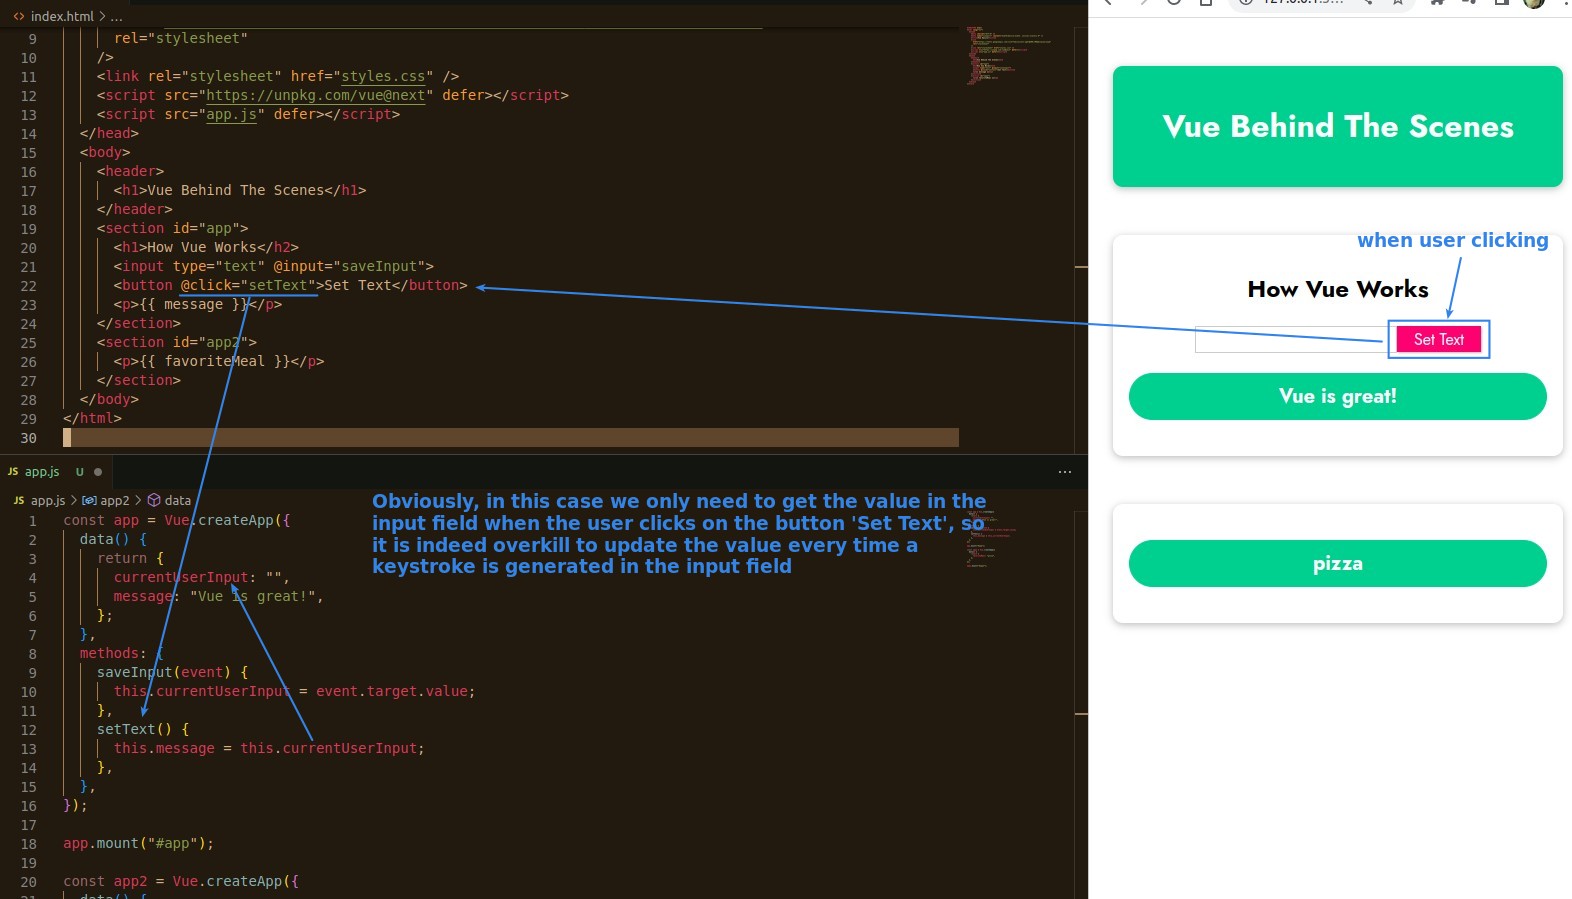 index.html > ...
9 rel="stylesheet"
10 />
11 <link rel="stylesheet" href="styles.css" />
12 <script src="https://unpkg.com/vue@next" defer></script>
13 <script src="app.js" defer></script>
14 </head>
15 <body>
16 <header>
17 <h1>Vue Behind The Scenes</h1>
18 </header>
19 <section id="app">
20 <h1>How Vue Works</h2>
21 <input type="text" @input="saveInput">
22 <button @click="setText">Set Text</button>
23 <p>{{ message }}</p>
24 </section>
25 <section id="app2">
26 <p>{{ favoriteMeal }}</p>
27 </section>
28 </body>
29 </html>
30
JS app.js U ● ...
JS app.js > app2 > data
Obviously, in this case we only need to get the value in the
input field when the user clicks on the button 'Set Text', so
it is indeed overkill to update the value every time a
keystroke is generated in the input field
1 const app = Vue.createApp({
2 data() {
3 return {
4 currentUserInput: "",
5 message: "Vue is great!",
6 };
7 },
8 methods: {
9 saveInput(event) {
10 this.currentUserInput = event.target.value;
11 },
12 setText() {
13 this.message = this.currentUserInput;
14 },
15 },
16 });
17
18 app.mount("#app");
19
20 const app2 = Vue.createApp({
21 data() {
Vue Behind The Scenes
when user clicking
How Vue Works
Set Text
Vue is great!
pizza